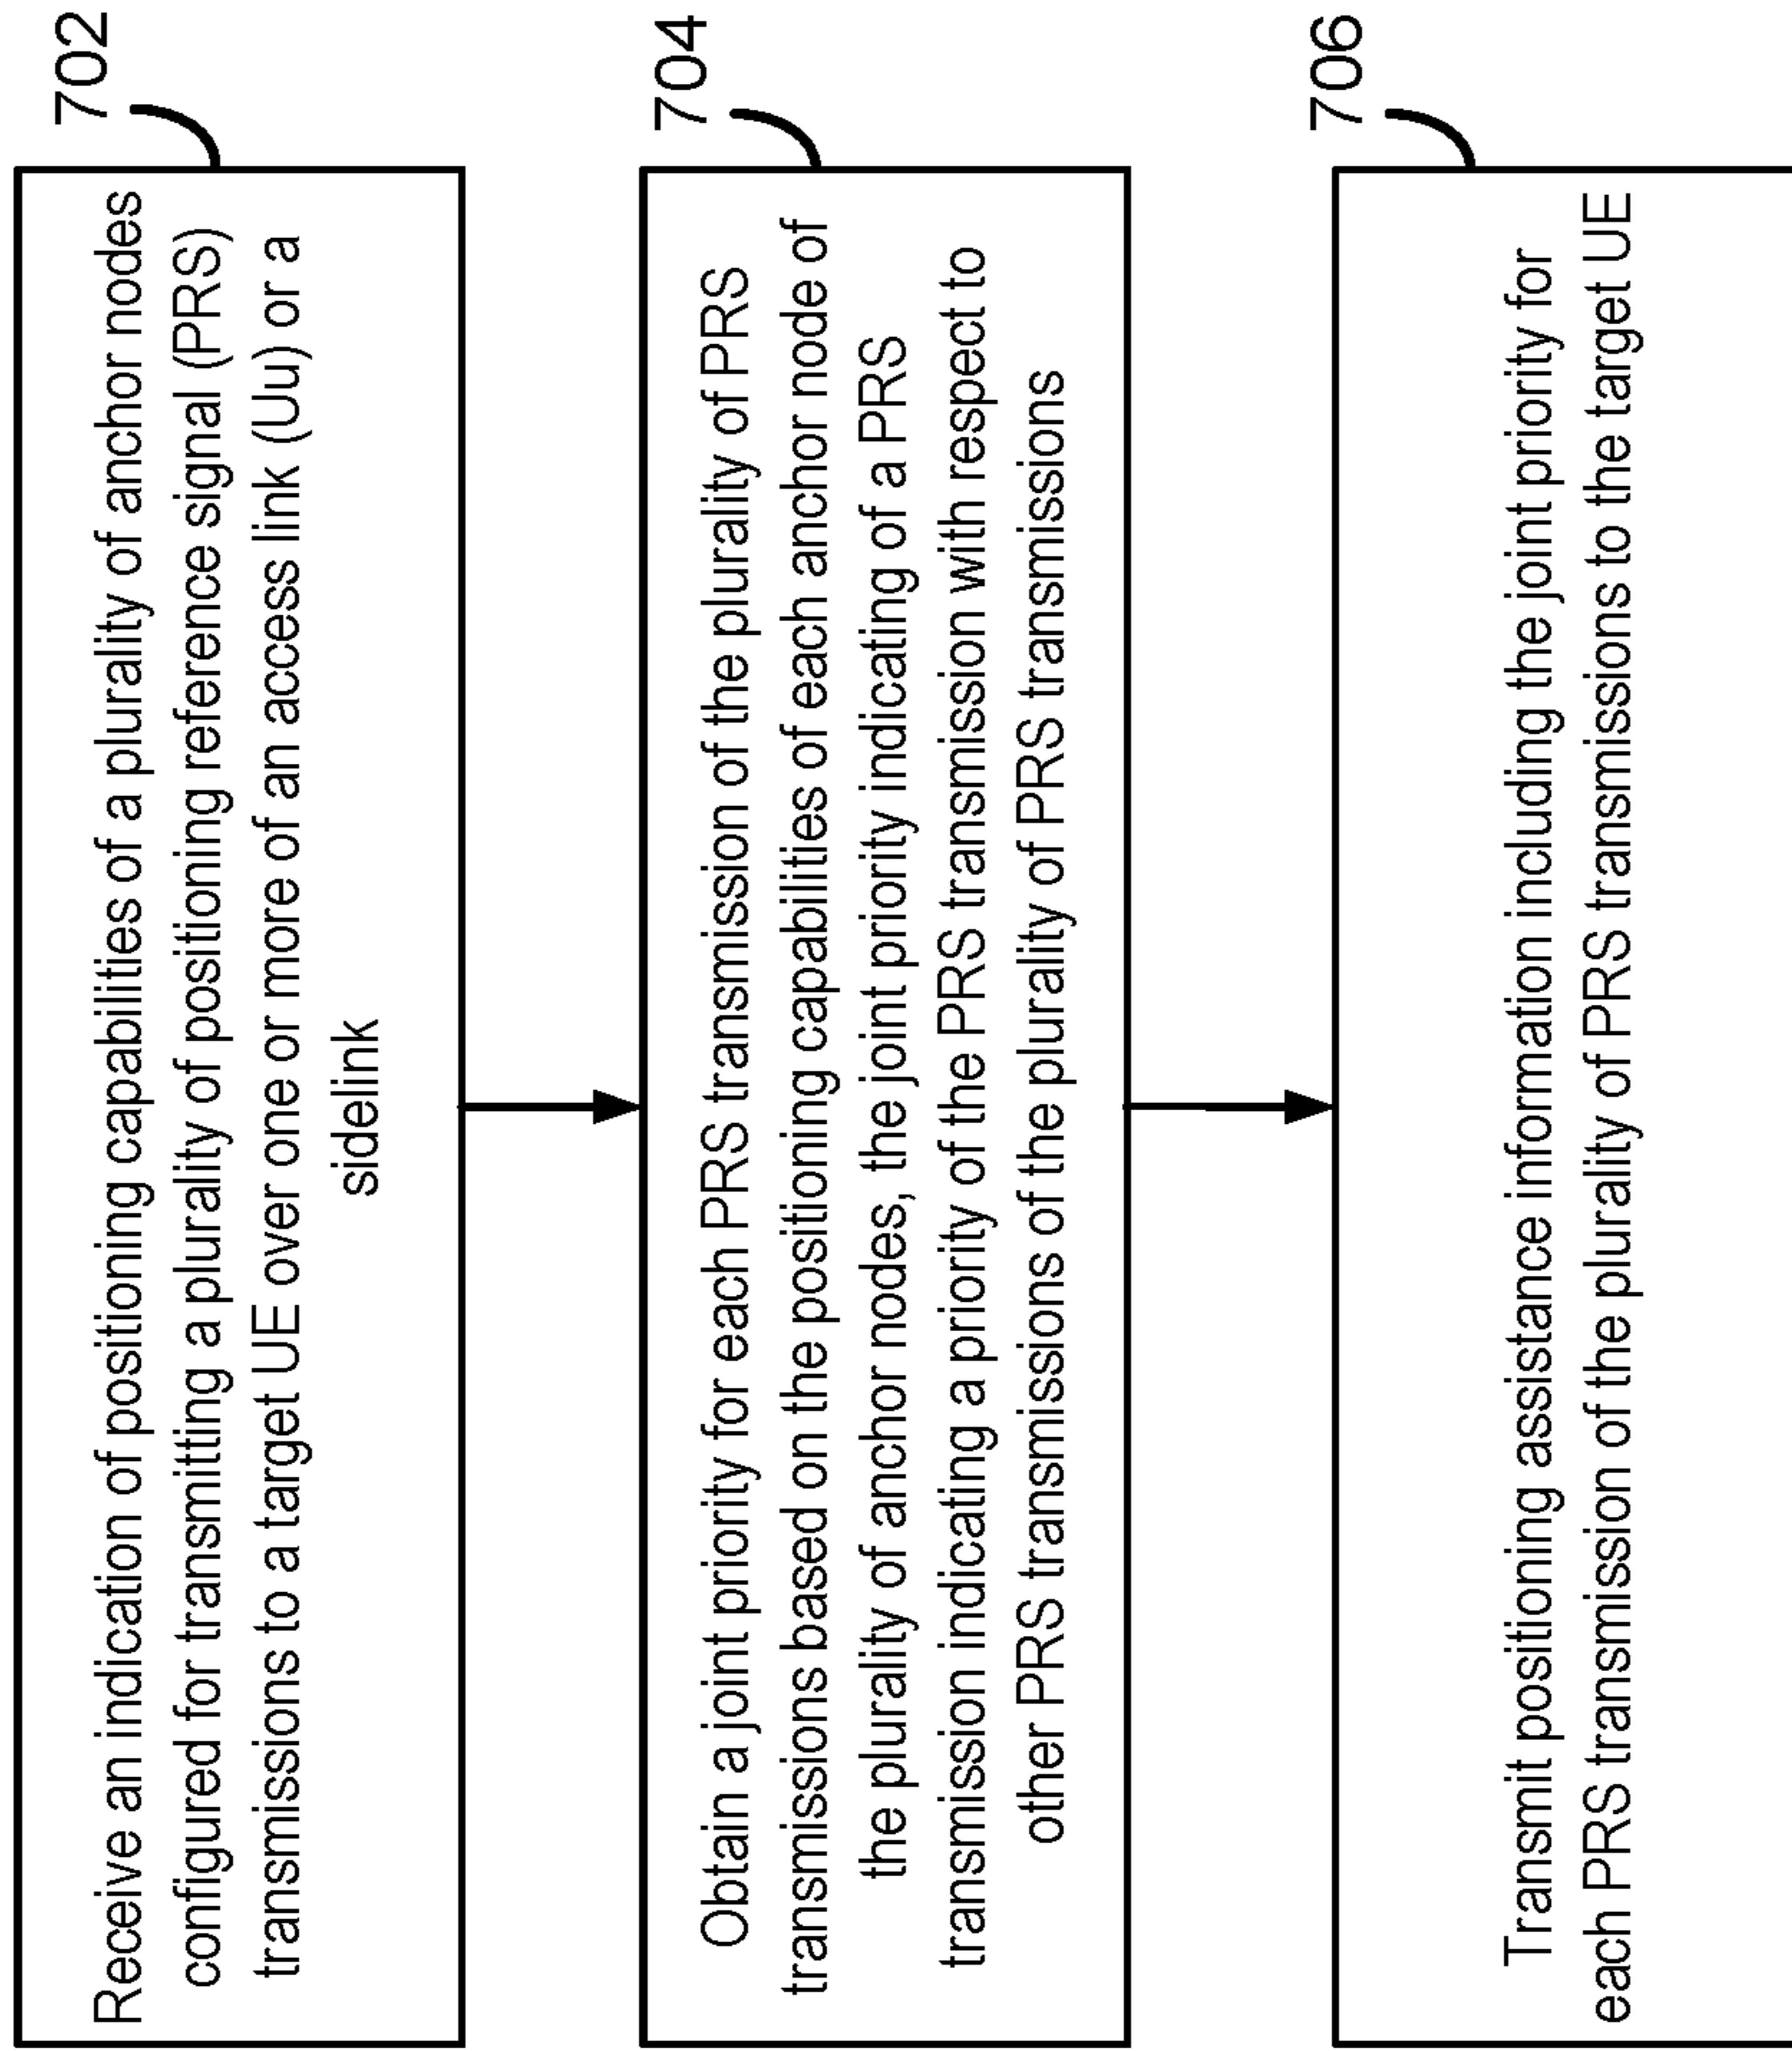 702
Receive an indication of positioning capabilities of a plurality of anchor nodes
configured for transmitting a plurality of positioning reference signal (PRS)
transmissions to a target UE over one or more of an access link (Uu) or a
sidelink
704
Obtain a joint priority for each PRS transmission of the plurality of PRS
transmissions based on the positioning capabilities of each anchor node of
the plurality of anchor nodes, the joint priority indicating of a PRS
transmission indicating a priority of the PRS transmission with respect to
other PRS transmissions of the plurality of PRS transmissions
706
Transmit positioning assistance information including the joint priority for
each PRS transmission of the plurality of PRS transmissions to the target UE